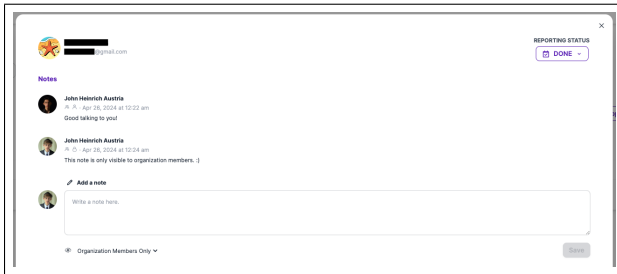 REPORTING STATUS
@gmail.com
DONE
Notes
John Heinrich Austria
· Apr 28, 2024 at 12:22 am
Good talking to you!
John Heinrich Austria
· Apr 28, 2024 at 12:24 am
This note is only visible to organization members. :)
Add a note
Write a note here.
Organization Members Only
Save